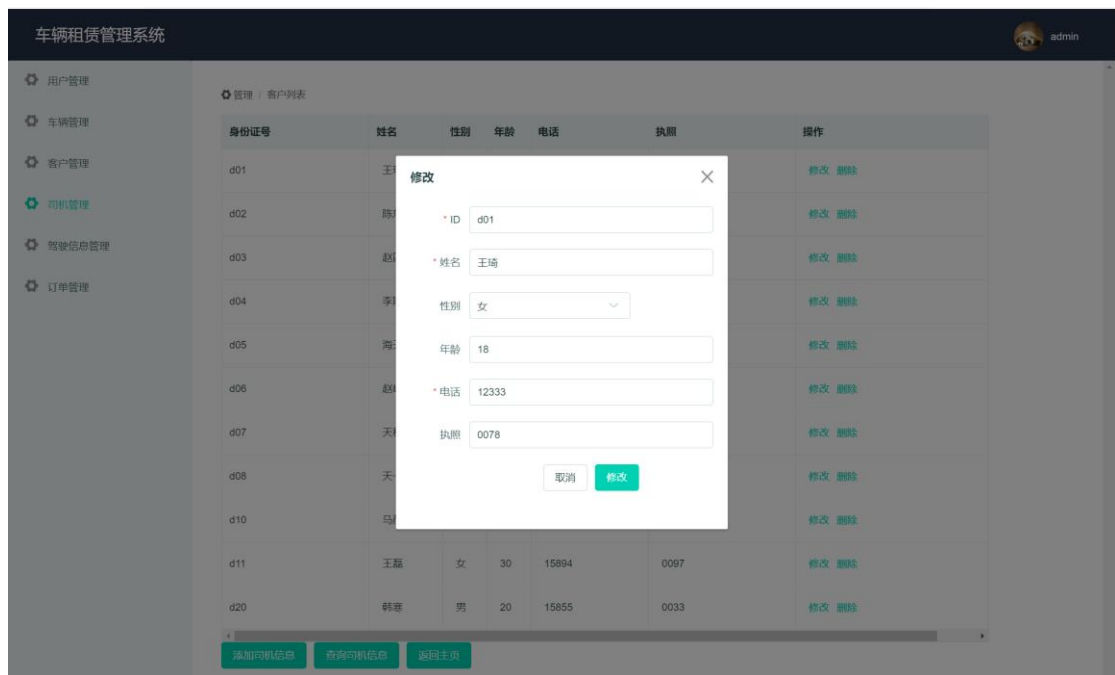 车辆租赁管理系统 admin
用户管理
车辆管理
客户管理
司机管理
驾驶信息管理
订单管理
管理 / 客户列表
身份证号 姓名 性别 年龄 电话 执照 操作
d01 王 修改 删除
d02 修改 删除
d03 修改 删除
d04 修改 删除
d05 修改 删除
d06 修改 删除
d07 修改 删除
d08 修改 删除
d10 修改 删除
d11 王磊 女 30 15894 0097 修改 删除
d20 韩寒 男 20 15855 0033 修改 删除
添加司机信息 查询司机信息 返回主页
修改
* ID d01
* 姓名 王琦
性别 女
年龄 18
* 电话 12333
执照 0078
取消 修改